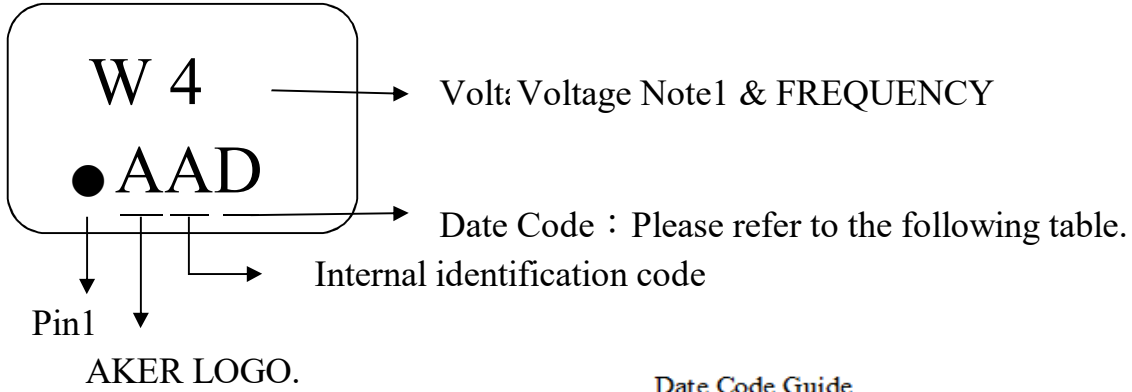 W 4
Volta Voltage Note1 & FREQUENCY
●AAD
Date Code：Please refer to the following table.
Internal identification code
Pin1
AKER LOGO.
Date Code Guide